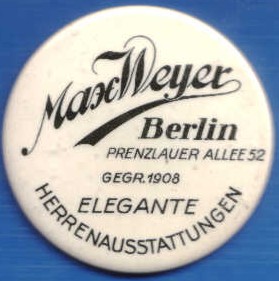 Max Weyer
Berlin
PRENZLAUER ALLEE 52
GEGR. 1908
ELEGANTE
HERRENAUSSTATTUNGEN